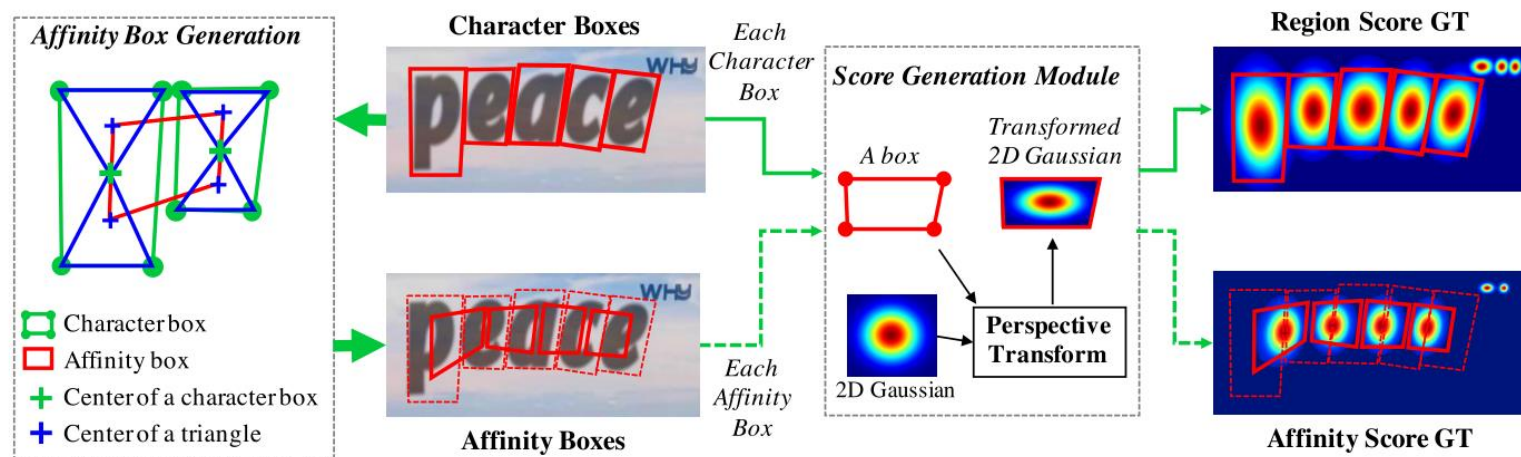 Affinity Box Generation
Character box
Affinity box
Center of a character box
Center of a triangle
Character Boxes
peace
WHY
peace
WHY
Affinity Boxes
Each
Character
Box
Each
Affinity
Box
Score Generation Module
A box
Transformed
2D Gaussian
2D Gaussian
Perspective
Transform
Region Score GT
Affinity Score GT